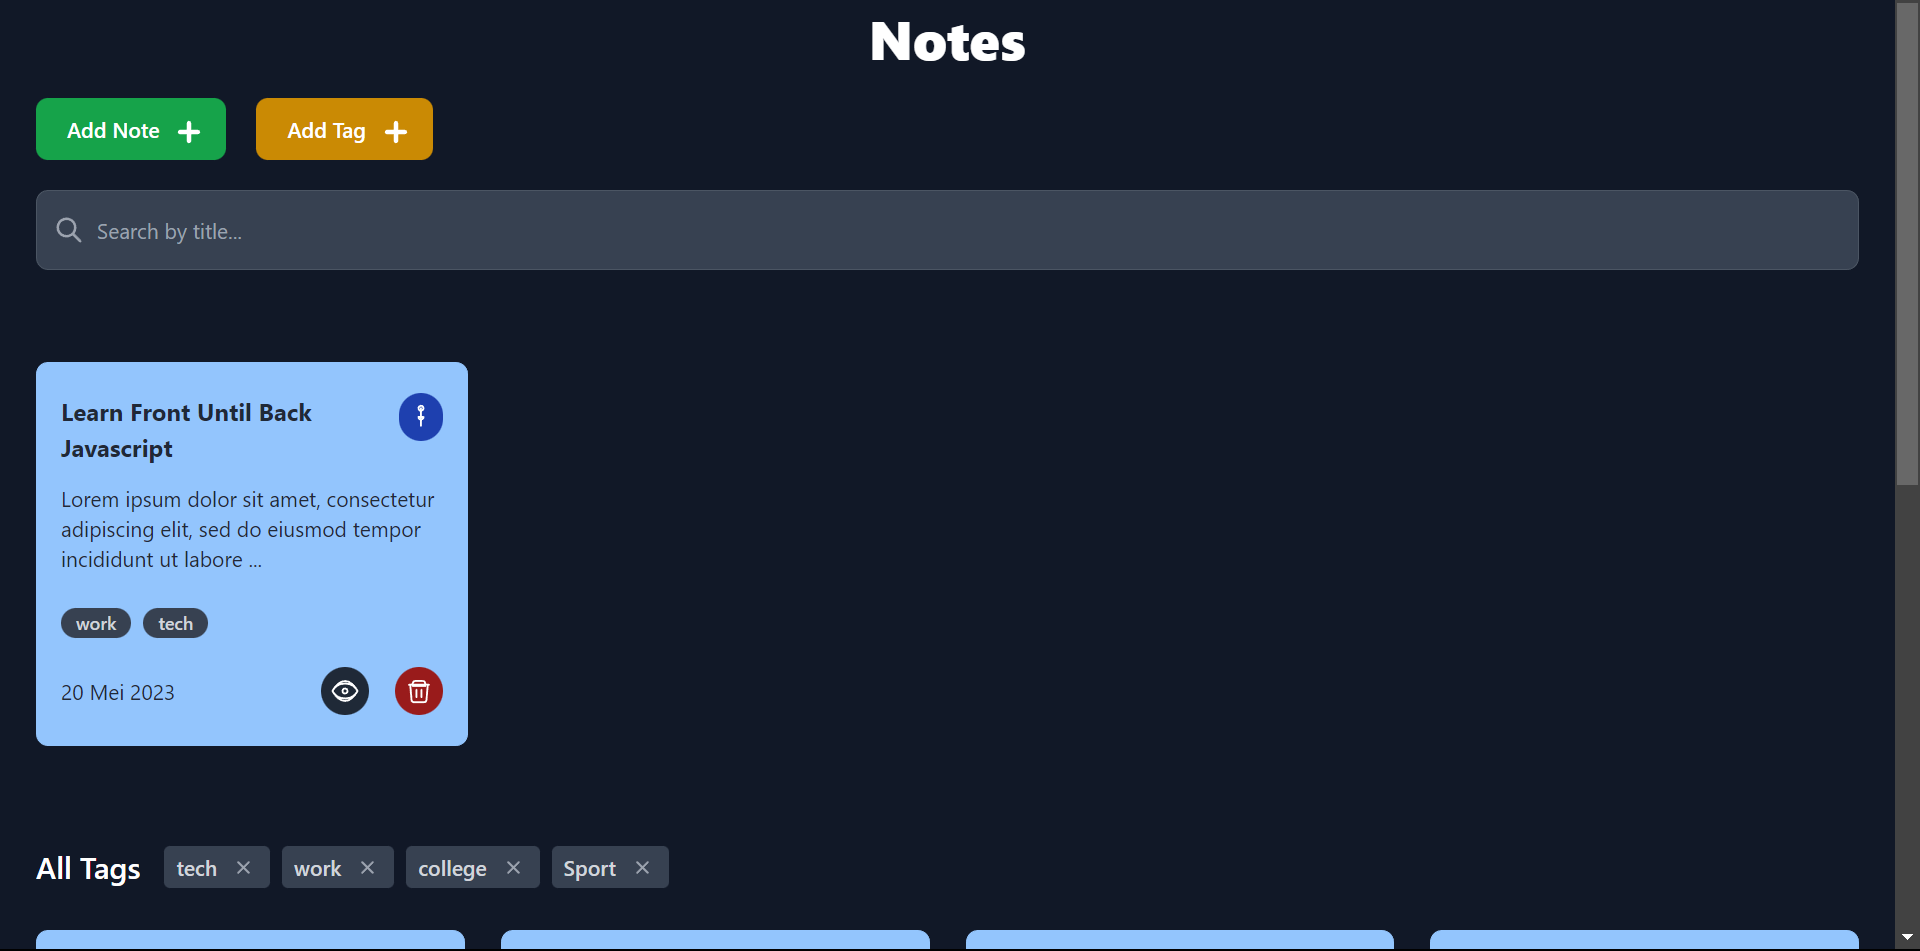 Notes
Add Note
Add Tag
Search by title...
Learn Front Until Back
Javascript
Lorem ipsum dolor sit amet, consectetur
adipiscing elit, sed do eiusmod tempor
incididunt ut labore ...
work tech
20 Mei 2023
All Tags tech work college Sport